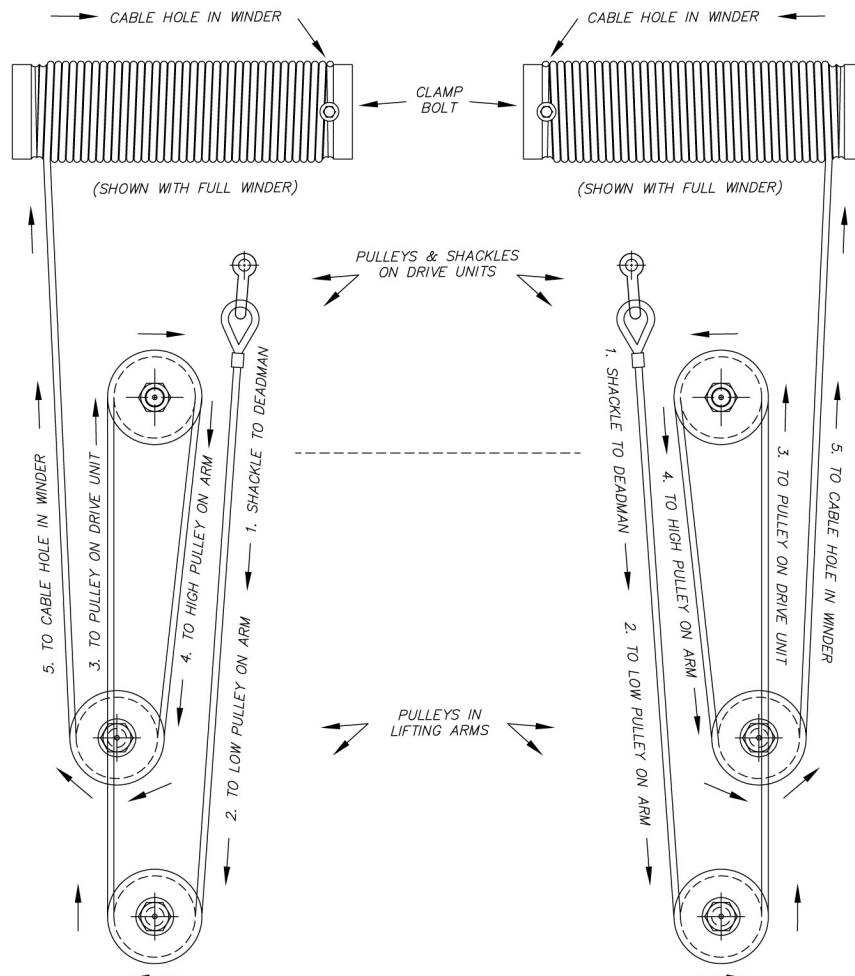 CABLE HOLE IN WINDER
CABLE HOLE IN WINDER
CLAMP
BOLT
(SHOWN WITH FULL WINDER)
(SHOWN WITH FULL WINDER)
PULLEYS & SHACKLES
ON DRIVE UNITS
5. TO CABLE HOLE IN WINDER
3. TO PULLEY ON DRIVE UNIT
4. TO HIGH PULLEY ON ARM
1. SHACKLE TO DEADMAN
2. TO LOW PULLEY ON ARM
1. SHACKLE TO DEADMAN
2. TO LOW PULLEY ON ARM
4. TO HIGH PULLEY ON ARM
3. TO PULLEY ON DRIVE UNIT
5. TO CABLE HOLE IN WINDER
PULLEYS IN
LIFTING ARMS